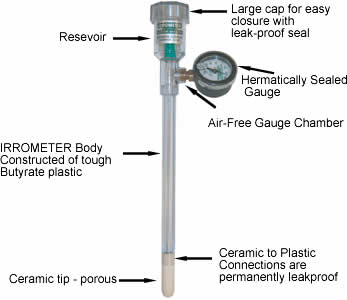 Large cap for easy
closure with
leak-proof seal
Resevoir
Hermatically Sealed
Gauge
Air-Free Gauge Chamber
IRROMETER Body
Constructed of tough
Butyrate plastic
Ceramic to Plastic
Connections are
permanently leakproof
Ceramic tip - porous